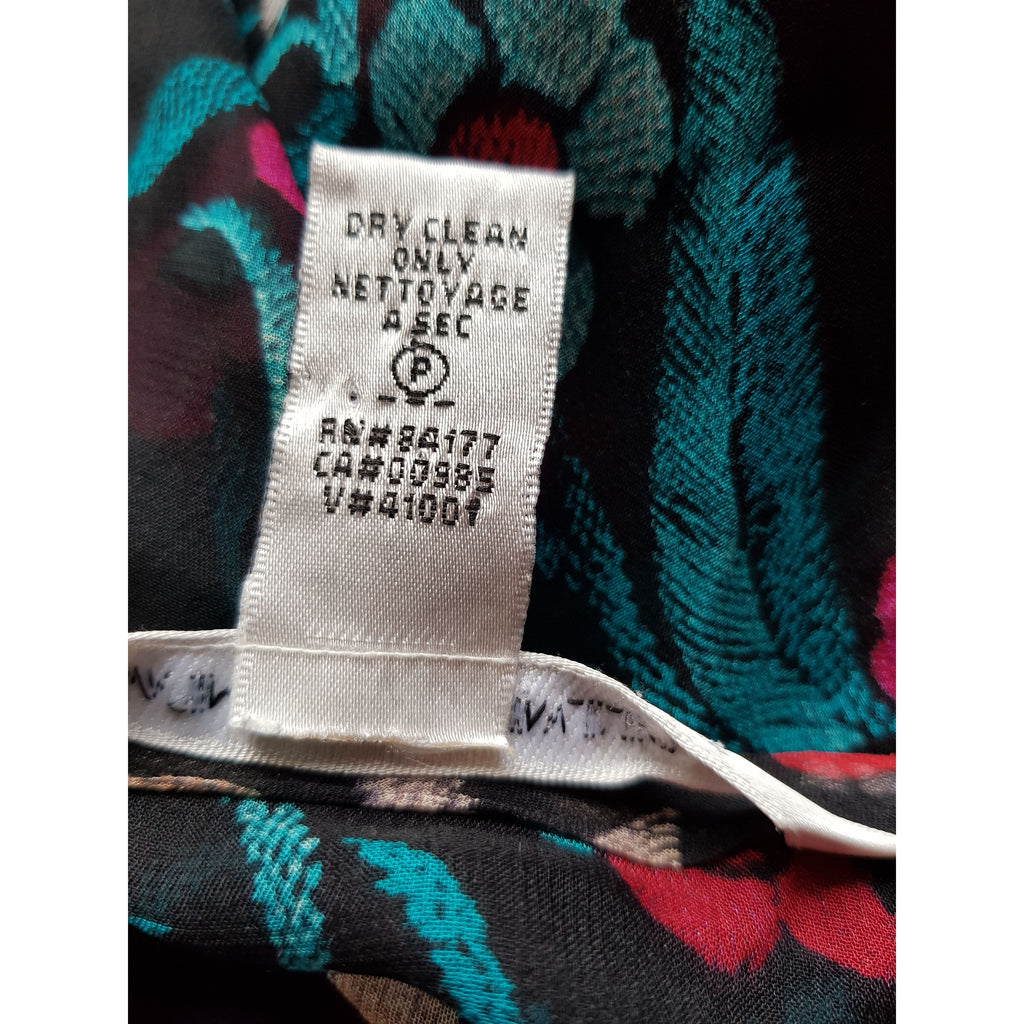 DRY CLEAN
ONLY
NETTOYAGE
A SEC
P
RN#84177
CA#00985
V#41001